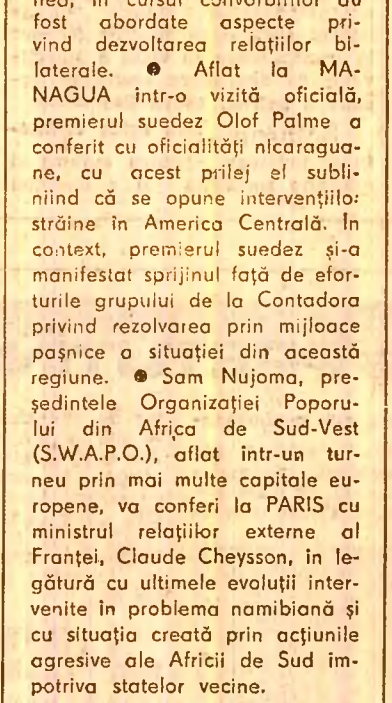 nea, în cursul convorbirilor au
fost abordate aspecte pri-
vind dezvoltarea relațiilor bi-
laterale. ● Aflat la MA-
NAGUA într-o vizită oficială,
premierul suedez Olof Palme a
conferit cu oficialități nicaragua-
ne, cu acest prilej el subli-
niind că se opune intervențiilor
străine în America Centrală. În
context, premierul suedez și-a
manifestat sprijinul față de efor-
turile grupului de la Contadora
privind rezolvarea prin mijloace
pașnice a situației din această
regiune. ● Sam Nujoma, pre-
ședintele Organizației Poporu-
lui din Africa de Sud-Vest
(S.W.A.P.O.), aflat într-un tur-
neu prin mai multe capitale eu-
ropene, va conferi la PARIS cu
ministrul relațiilor externe al
Franței, Claude Cheysson, în le-
gătură cu ultimele evoluții inter-
venite în problema namibiană și
cu situația creată prin acțiunile
agresive ale Africii de Sud îm-
potriva statelor vecine.